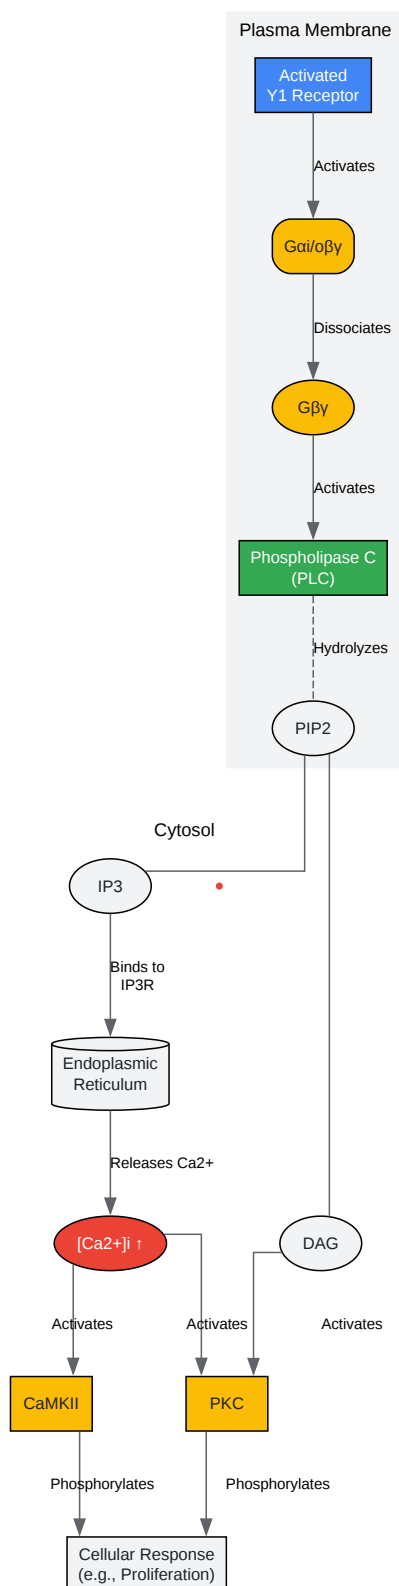 Plasma Membrane
Activated
Y1 Receptor
Activates
Gαi/oβγ
Dissociates
Gβγ
Activates
Phospholipase C
(PLC)
Hydrolyzes
PIP2
Cytosol
IP3
Binds to
IP3R
Endoplasmic
Reticulum
Releases Ca2+
[Ca2+]i ↑
DAG
Activates
Activates
Activates
CaMKII
PKC
Phosphorylates
Phosphorylates
Cellular Response
(e.g., Proliferation)